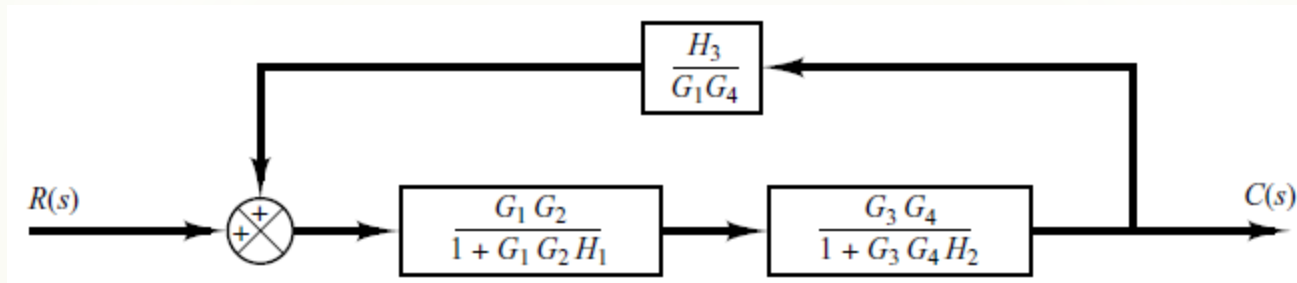 H₃
G₁G₄
R(s)
+
+
G₁ G₂
1 + G₁ G₂ H₁
G₃ G₄
1 + G₃ G₄ H₂
C(s)